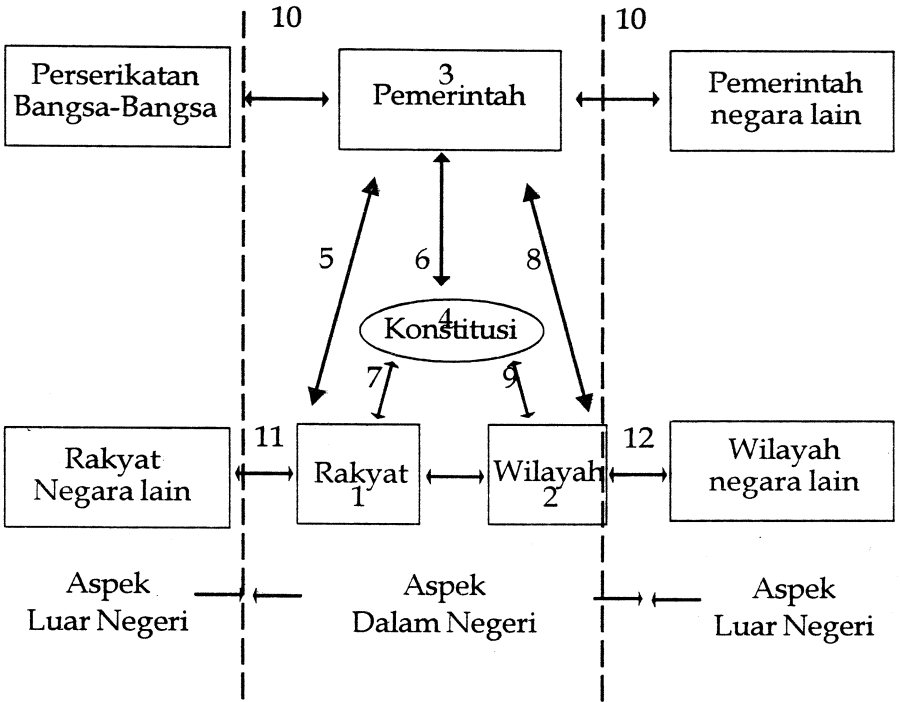 10
10
Perserikatan
Bangsa-Bangsa
3
Pemerintah
Pemerintah
negara lain
5
6
8
4
Konstitusi
7
9
11
12
Rakyat
Negara lain
Rakyat
1
Wilayah
2
Wilayah
negara lain
Aspek
Luar Negeri
Aspek
Dalam Negeri
Aspek
Luar Negeri